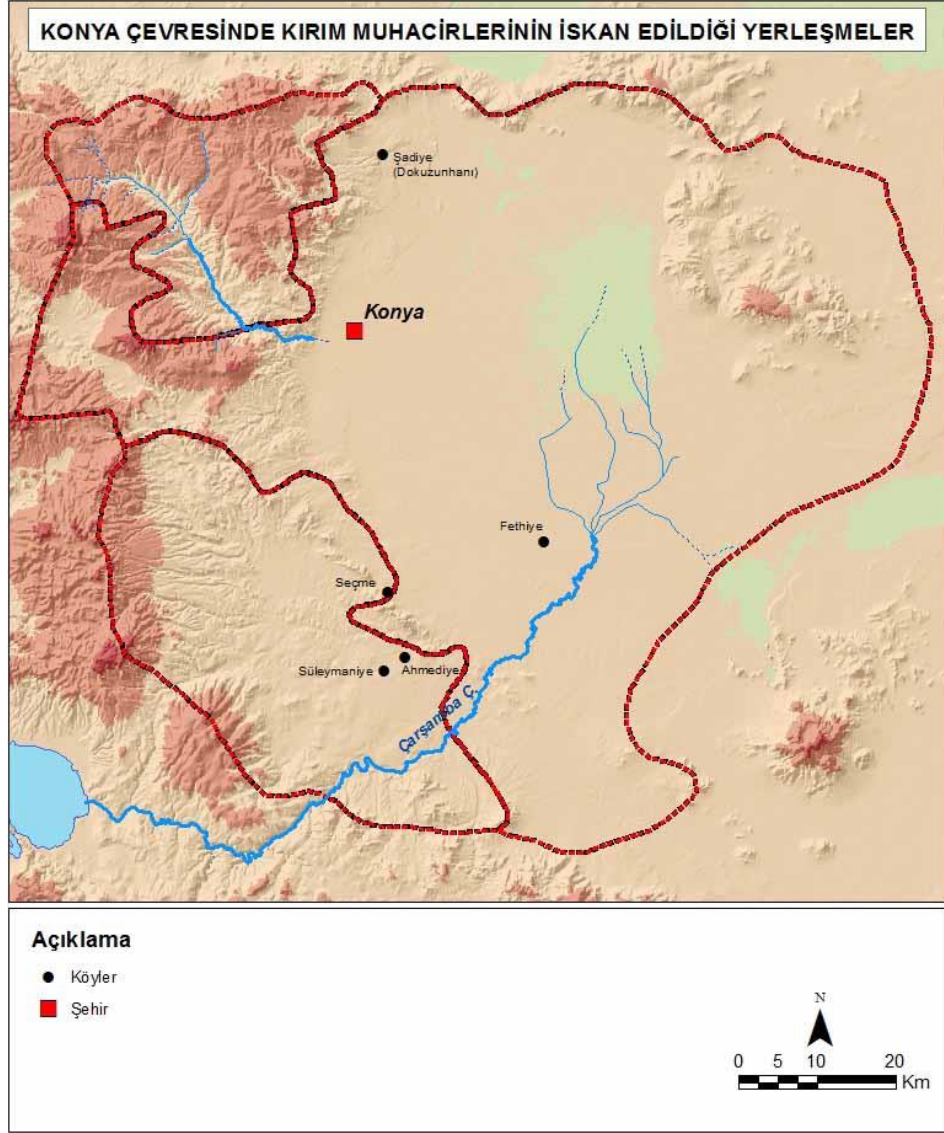 KONYA ÇEVRESİNDE KIRIM MUHACİRLERİNİN İSKAN EDİLDİĞİ YERLEŞMELER
Şadiye
(Dokuzunhanı)
Konya
Fethiye
Seçme
Süleymaniye
Ahmediye
Çarşamba Ç.
Açıklama
Köyler
Şehir
N
0 5 10 20
Km